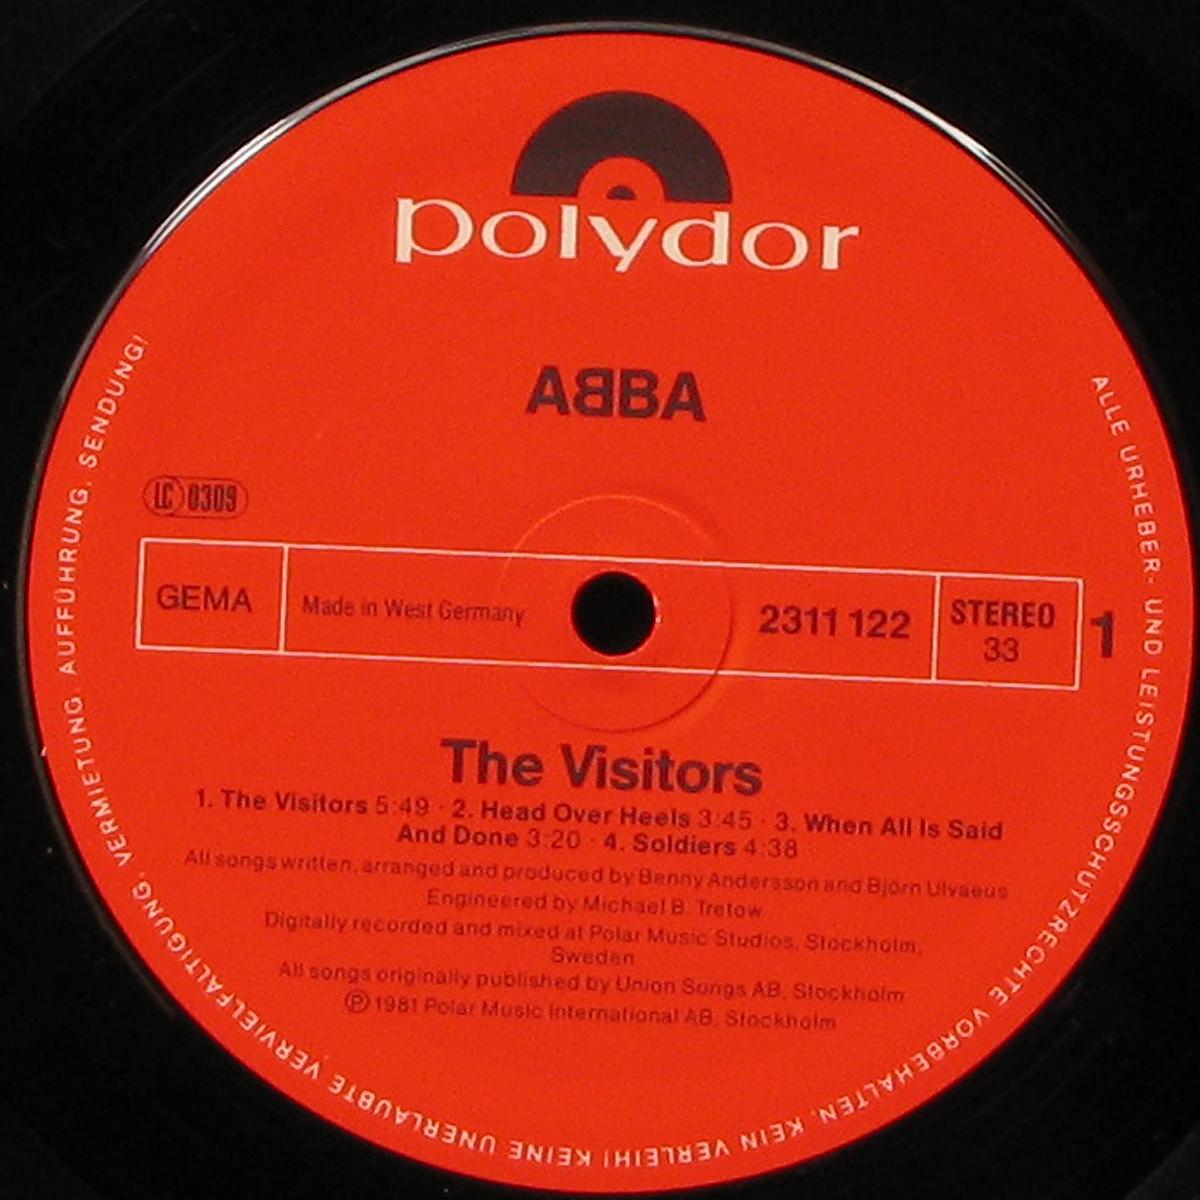 polydor
ABBA
LC 0309
GEMA
Made in West Germany
2311 122
STEREO
33
1
The Visitors
1. The Visitors 5:49 · 2. Head Over Heels 3:45 · 3. When All Is Said
And Done 3:20 · 4. Soldiers 4:38
All songs written, arranged and produced by Benny Andersson and Björn Ulvaeus
Engineered by Michael B. Tretow
Digitally recorded and mixed at Polar Music Studios, Stockholm,
Sweden
All songs originally published by Union Songs AB, Stockholm
Ⓟ 1981 Polar Music International AB, Stockholm
ALLE URHEBER- UND LEISTUNGSSCHUTZRECHTE VORBEHALTEN. KEIN VERLEIH! KEINE UNERLAUBTE VERVIELFÄLTIGUNG, VERMIETUNG, AUFFÜHRUNG, SENDUNG!